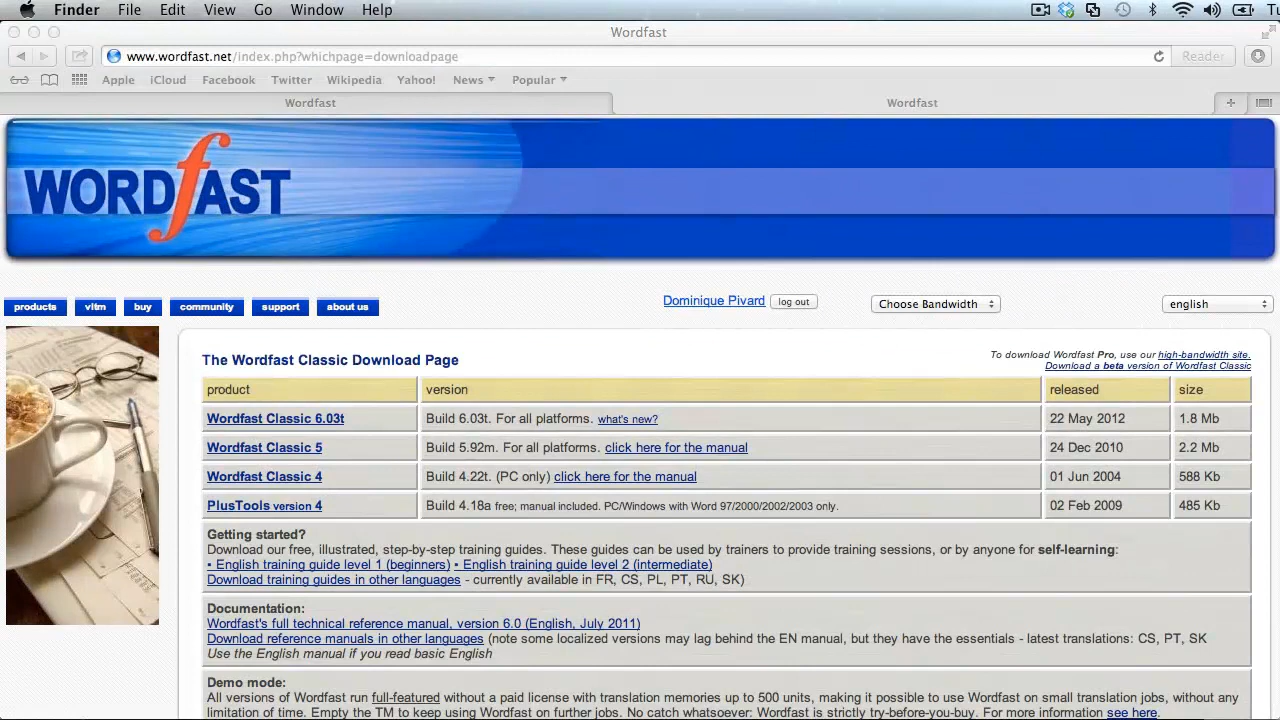 Finder File Edit View Go Window Help
Wordfast
www.wordfast.net/index.php?whichpage=downloadpage
Reader
Apple iCloud Facebook Twitter Wikipedia Yahoo! News Popular
Wordfast Wordfast
WORDfAST
products vltm buy community support about us
Dominique Pivard log out
Choose Bandwidth
english
The Wordfast Classic Download Page
To download Wordfast Pro, use our high-bandwidth site.
Download a beta version of Wordfast Classic
product version released size
Wordfast Classic 6.03t Build 6.03t. For all platforms. what's new? 22 May 2012 1.8 Mb
Wordfast Classic 5 Build 5.92m. For all platforms. click here for the manual 24 Dec 2010 2.2 Mb
Wordfast Classic 4 Build 4.22t. (PC only) click here for the manual 01 Jun 2004 588 Kb
PlusTools version 4 Build 4.18a free; manual included. PC/Windows with Word 97/2000/2002/2003 only. 02 Feb 2009 485 Kb
Getting started?
Download our free, illustrated, step-by-step training guides. These guides can be used by trainers to provide training sessions, or by anyone for self-learning:
▪ English training guide level 1 (beginners) ▪ English training guide level 2 (intermediate)
Download training guides in other languages - currently available in FR, CS, PL, PT, RU, SK)
Documentation:
Wordfast's full technical reference manual, version 6.0 (English, July 2011)
Download reference manuals in other languages (note some localized versions may lag behind the EN manual, but they have the essentials - latest translations: CS, PT, SK
Use the English manual if you read basic English
Demo mode:
All versions of Wordfast run full-featured without a paid license with translation memories up to 500 units, making it possible to use Wordfast on small translation jobs, without any
limitation of time. Empty the TM to keep using Wordfast on further jobs. No catch whatsoever: Wordfast is strictly try-before-you-buy. For more information see here.